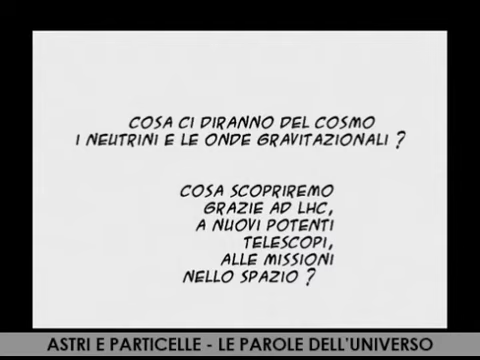 COSA CI DIRANNO DEL COSMO
I NEUTRINI E LE ONDE GRAVITAZIONALI ?
COSA SCOPRIREMO
GRAZIE AD LHC,
A NUOVI POTENTI
TELESCOPI,
ALLE MISSIONI
NELLO SPAZIO ?
ASTRI E PARTICELLE - LE PAROLE DELL'UNIVERSO